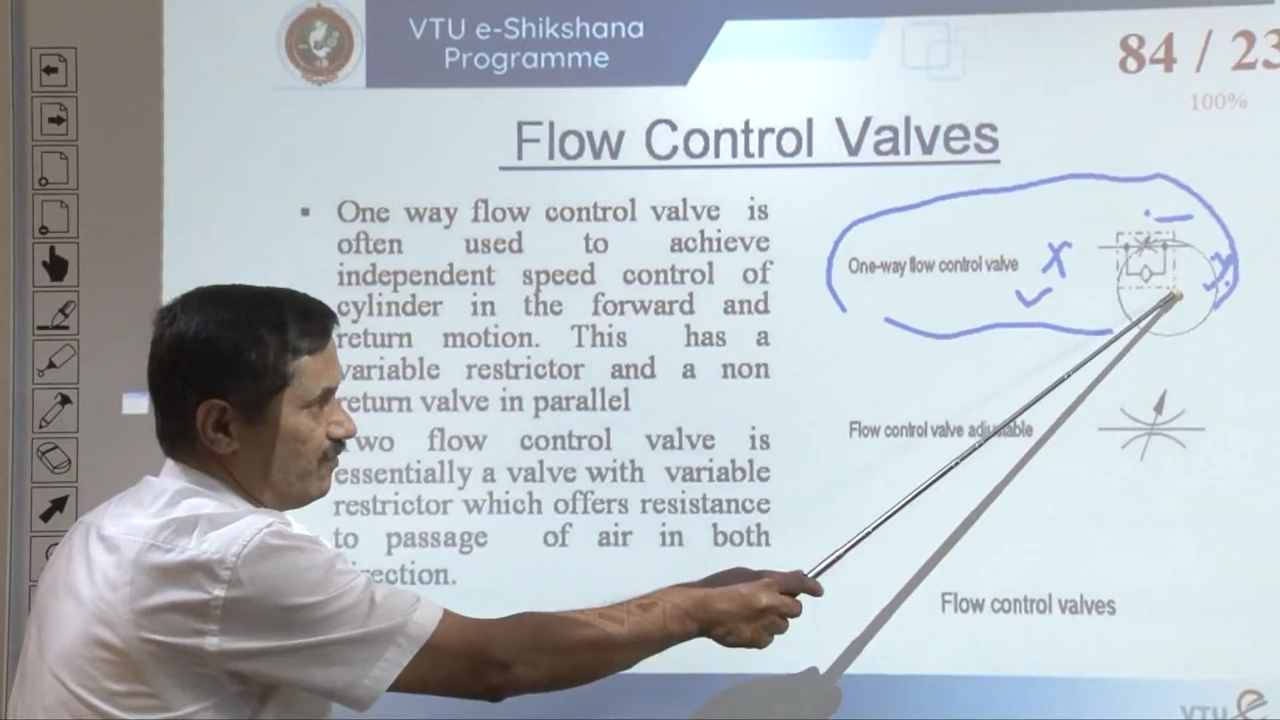 VTU e-Shikshana
Programme
84 / 23
100%
Flow Control Valves
▪ One way flow control valve is
often used to achieve
independent speed control of
cylinder in the forward and
return motion. This has a
variable restrictor and a non
return valve in parallel
Two flow control valve is
essentially a valve with variable
restrictor which offers resistance
to passage of air in both
direction.
One-way flow control valve
X
Flow control valve adjustable
Flow control valves
VTU e